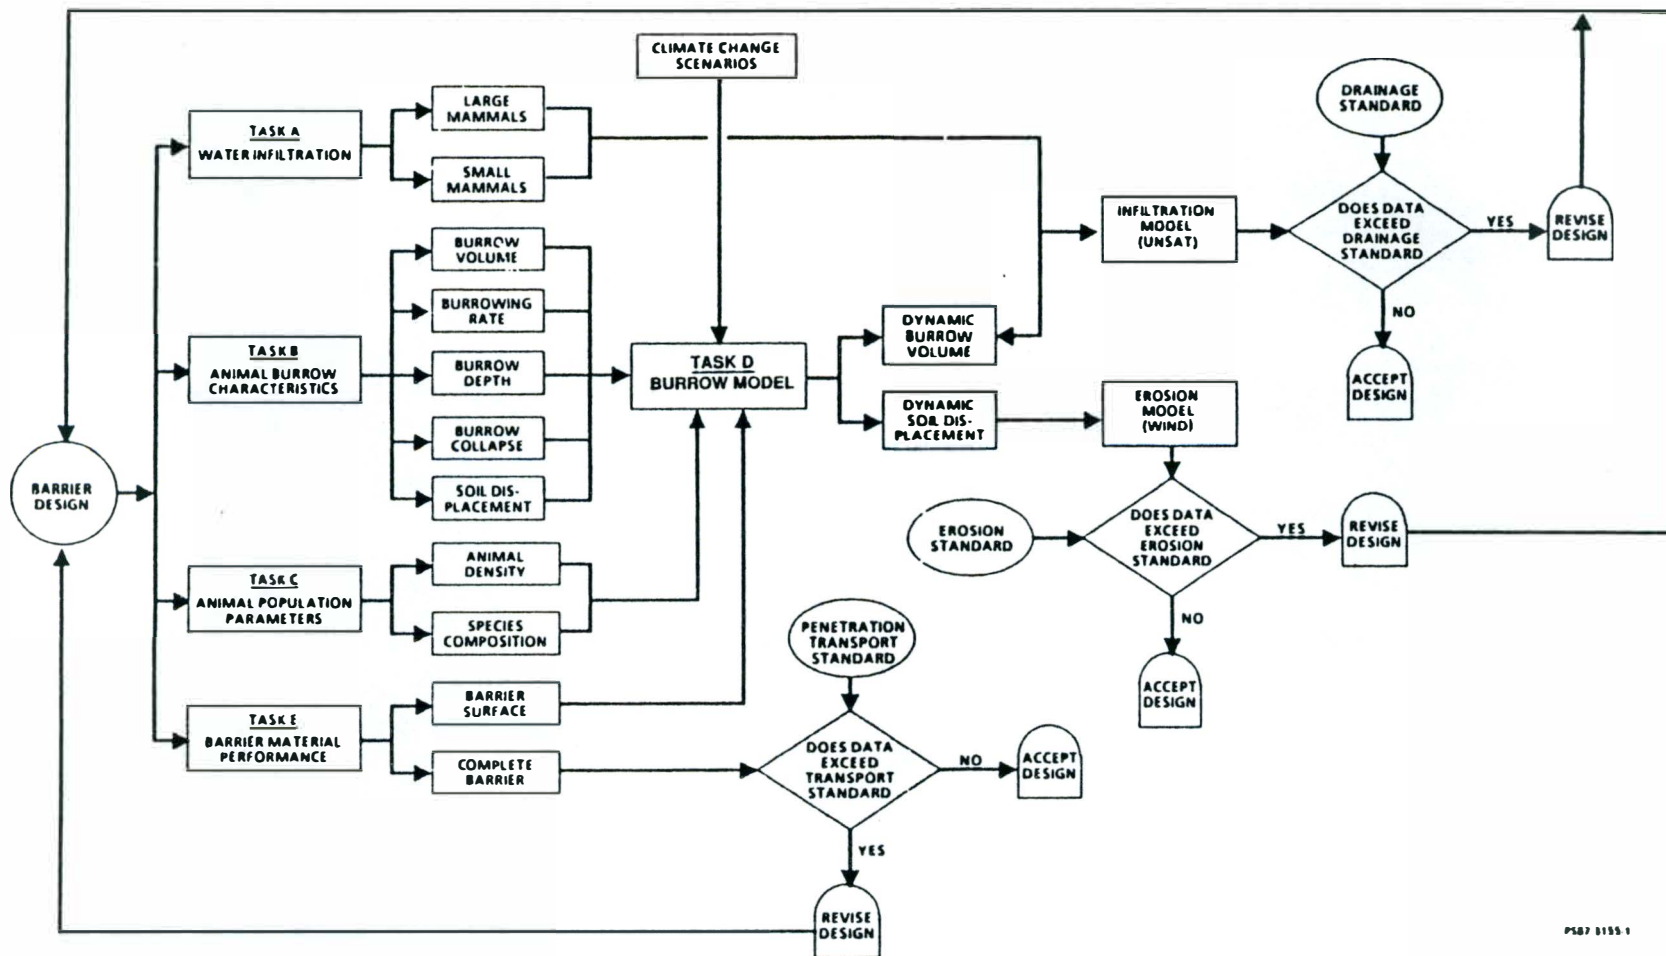 CLIMATE CHANGE
SCENARIOS
DRAINAGE
STANDARD
TASK A
WATER INFILTRATION
LARGE
MAMMALS
SMALL
MAMMALS
INFILTRATION
MODEL
(UNSAT)
DOES DATA
EXCEED
DRAINAGE
STANDARD
YES
REVISE
DESIGN
NO
ACCEPT
DESIGN
TASK B
ANIMAL BURROW
CHARACTERISTICS
BURROW
VOLUME
BURROWING
RATE
BURROW
DEPTH
BURROW
COLLAPSE
SOIL DIS-
PLACEMENT
TASK D
BURROW MODEL
DYNAMIC
BURROW
VOLUME
DYNAMIC
SOIL DIS-
PLACEMENT
EROSION
MODEL
(WIND)
BARRIER
DESIGN
EROSION
STANDARD
DOES DATA
EXCEED
EROSION
STANDARD
YES
REVISE
DESIGN
NO
ACCEPT
DESIGN
TASK C
ANIMAL POPULATION
PARAMETERS
ANIMAL
DENSITY
SPECIES
COMPOSITION
PENETRATION
TRANSPORT
STANDARD
TASK E
BARRIER MATERIAL
PERFORMANCE
BARRIER
SURFACE
COMPLETE
BARRIER
DOES DATA
EXCEED
TRANSPORT
STANDARD
NO
ACCEPT
DESIGN
YES
REVISE
DESIGN
PS87 3155 1